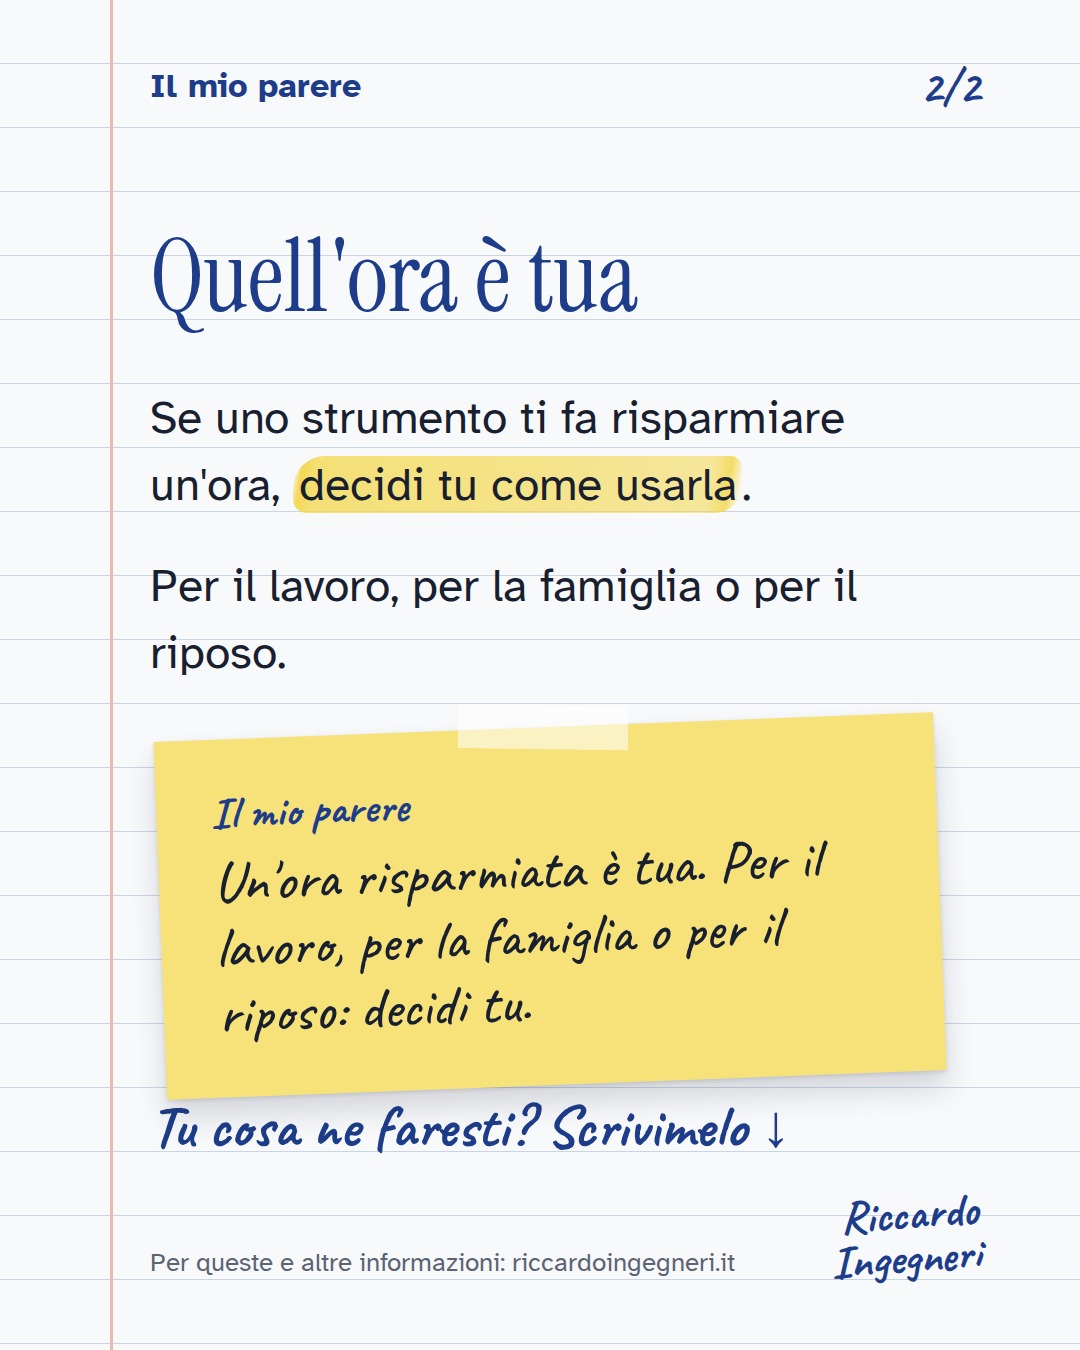 Il mio parere
2/2
Quell'ora è tua
Se uno strumento ti fa risparmiare
un'ora, decidi tu come usarla.
Per il lavoro, per la famiglia o per il
riposo.
Il mio parere
Un'ora risparmiata è tua. Per il
lavoro, per la famiglia o per il
riposo: decidi tu.
Tu cosa ne faresti? Scrivimelo ↓
Per queste e altre informazioni: riccardoingegneri.it
Riccardo
Ingegneri